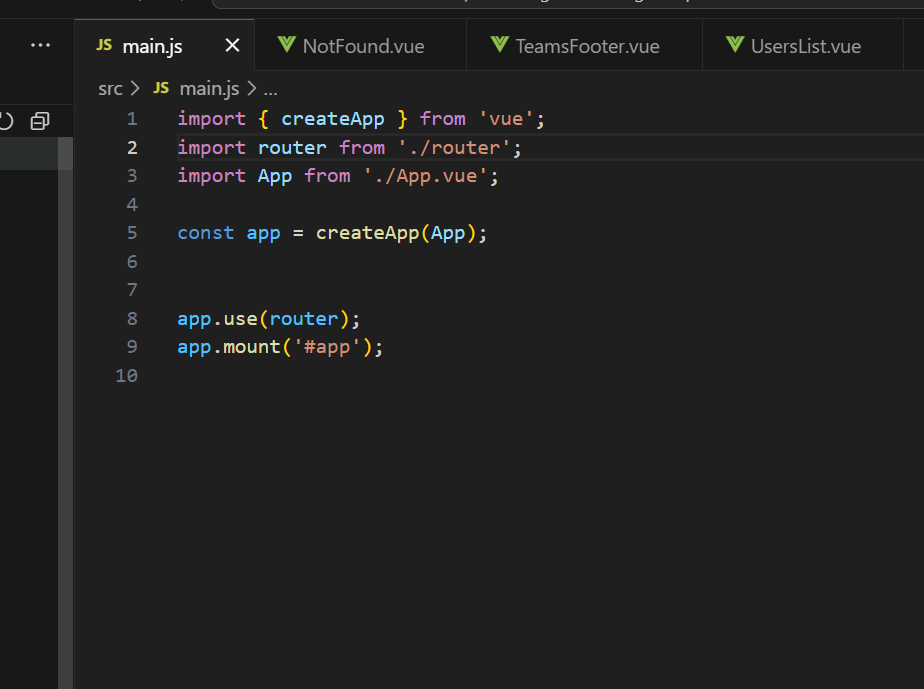 JS main.js NotFound.vue TeamsFooter.vue UsersList.vue
src > JS main.js > ...
1 import { createApp } from 'vue';
2 import router from './router';
3 import App from './App.vue';
4
5 const app = createApp(App);
6
7
8 app.use(router);
9 app.mount('#app');
10